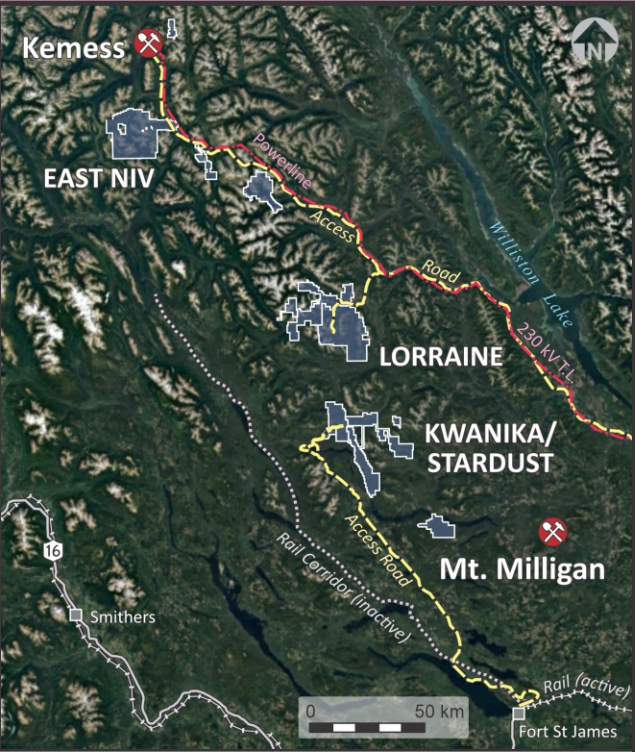 Kemess
N
EAST NIV
Powerline
Access
Road
Williston Lake
230 kV T.L.
LORRAINE
KWANIKA/
STARDUST
Access Road
Mt. Milligan
Rail Corridor (inactive)
16
Smithers
Rail (active)
0 50 km
Fort St James